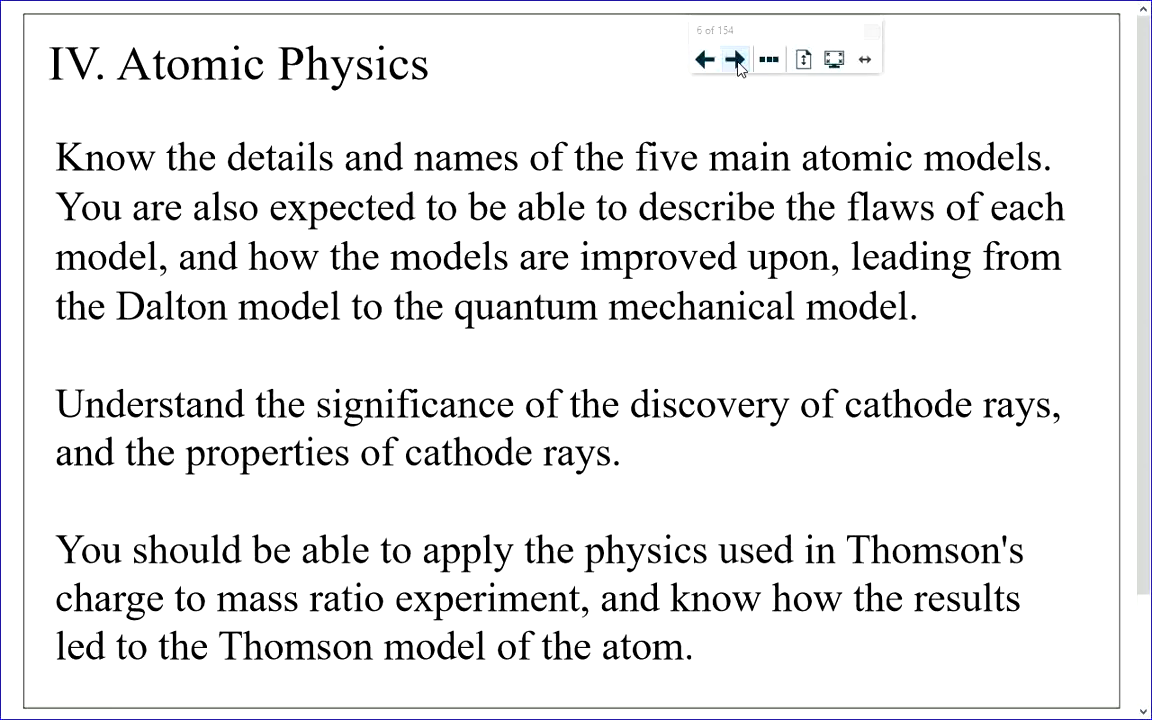 6 of 154
IV. Atomic Physics
Know the details and names of the five main atomic models.
You are also expected to be able to describe the flaws of each
model, and how the models are improved upon, leading from
the Dalton model to the quantum mechanical model.
Understand the significance of the discovery of cathode rays,
and the properties of cathode rays.
You should be able to apply the physics used in Thomson's
charge to mass ratio experiment, and know how the results
led to the Thomson model of the atom.